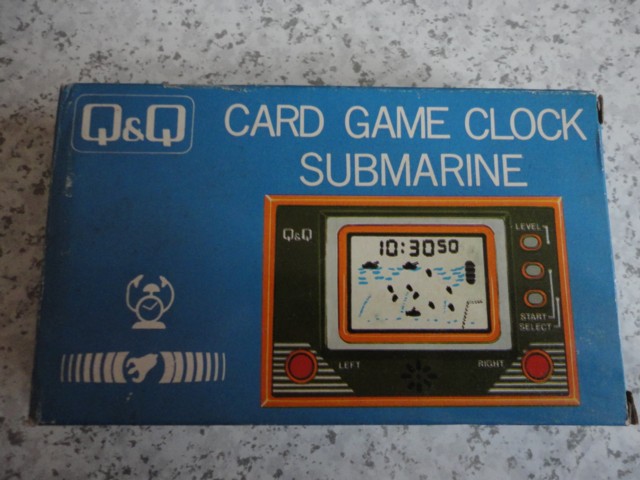 Q&Q
CARD GAME CLOCK
SUBMARINE
Q&Q
10:30 50
LEVEL
START
SELECT
LEFT
RIGHT